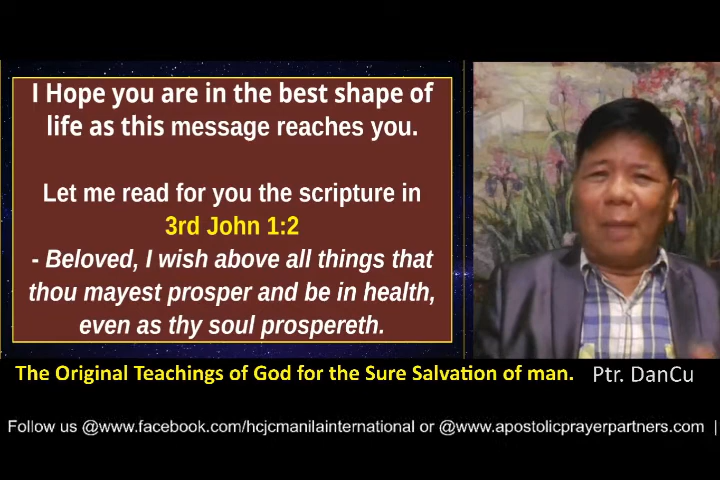 I Hope you are in the best shape of
life as this message reaches you.
Let me read for you the scripture in
3rd John 1:2
- Beloved, I wish above all things that
thou mayest prosper and be in health,
even as thy soul prospereth.
The Original Teachings of God for the Sure Salvation of man. Ptr. DanCu
Follow us @www.facebook.com/hcjcmanilainternational or @www.apostolicprayerpartners.com |